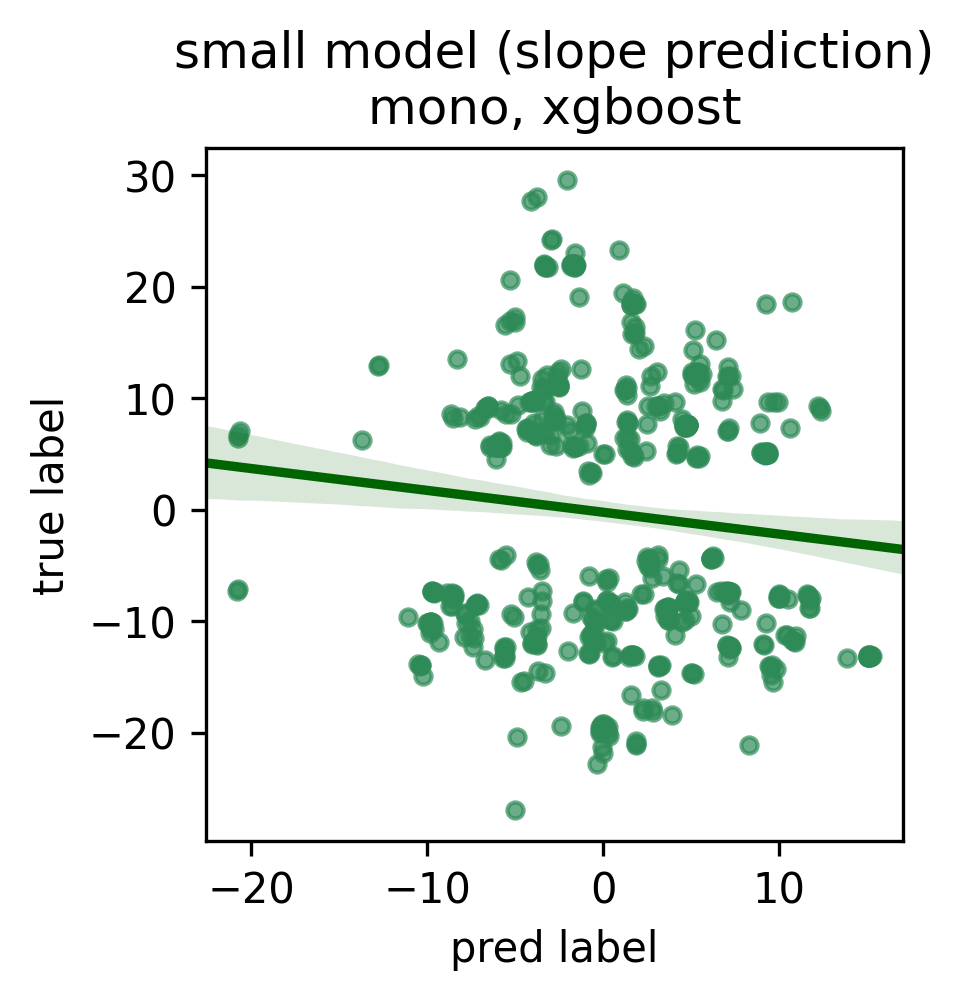 small model (slope prediction)
mono, xgboost
30
20
10
0
−10
−20
true label
−20
−10
0
10
pred label